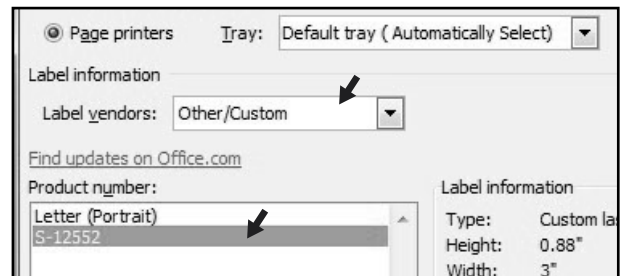 Page printers Tray: Default tray ( Automatically Select)
Label information
Label vendors: Other/Custom
Find updates on Office.com
Product number:
Letter (Portrait)
S-12552
Label information
Type: Custom
Height: 0.88"
Width: 3"